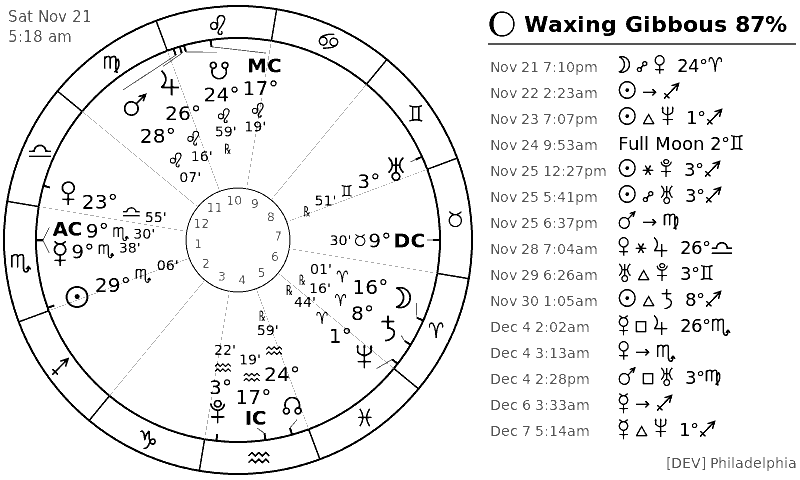 Sat Nov 21
5:18 am
☽ Waxing Gibbous 87%
Nov 21 7:10pm ☽ ☍ ♀ 24°♈
Nov 22 2:23am ☉ → ♐
Nov 23 7:07pm ☉ △ ♆ 1°♐
Nov 24 9:53am Full Moon 2°♊
Nov 25 12:27pm ☉ ⚹ ♇ 3°♐
Nov 25 5:41pm ☉ ☍ ♅ 3°♐
Nov 25 6:37pm ♂ → ♍
Nov 28 7:04am ♀ ⚹ ♃ 26°♎
Nov 29 6:26am ♅ △ ♇ 3°♊
Nov 30 1:05am ☉ △ ♄ 8°♐
Dec 4 2:02am ☿ □ ♃ 26°♏
Dec 4 3:13am ♀ → ♏
Dec 4 2:28pm ♂ □ ♅ 3°♍
Dec 6 3:33am ☿ → ♐
Dec 7 5:14am ☿ △ ♆ 1°♐
[DEV] Philadelphia
♌
♋
♊
♉
♈
♓
♒
♑
♐
♏
♎
♍
MC 17° ♌ 19'
☋ 24° ♌ 59' ℞
♃ 26° ♌ 16'
♂ 28° ♌ 07'
♀ 23° ♎ 55'
AC 9° ♏ 30'
☿ 9° ♏ 38'
☉ 29° ♏ 06'
♇ 3° ♒ 22'
IC 17° ♒ 19'
☊ 24° ♒ 59' ℞
♆ 1° ♈ 44' ℞
♄ 8° ♈ 16' ℞
☽ 16° ♈ 01'
DC 9° ♉ 30'
♅ 3° ♊ 51' ℞
1
2
3
4
5
6
7
8
9
10
11
12